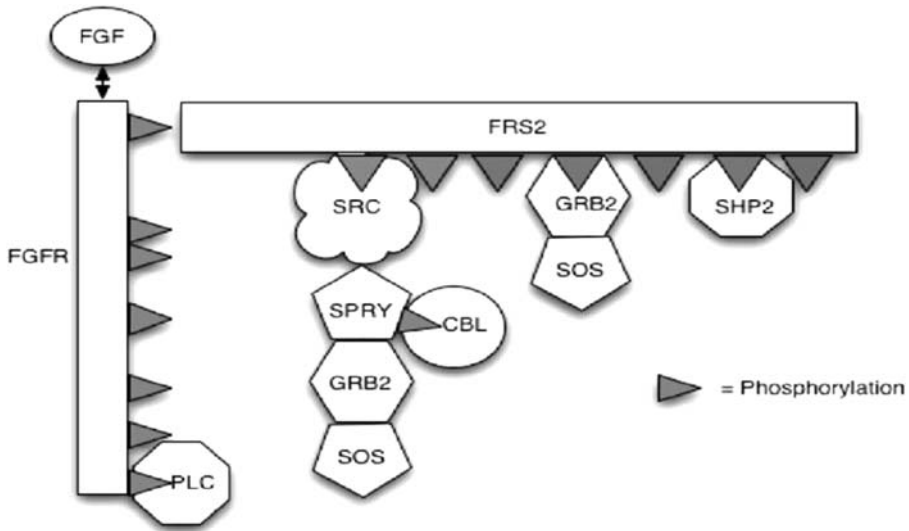 FGF
FRS2
SRC
GRB2
SHP2
FGFR
SOS
SPRY
CBL
GRB2
= Phosphorylation
SOS
PLC